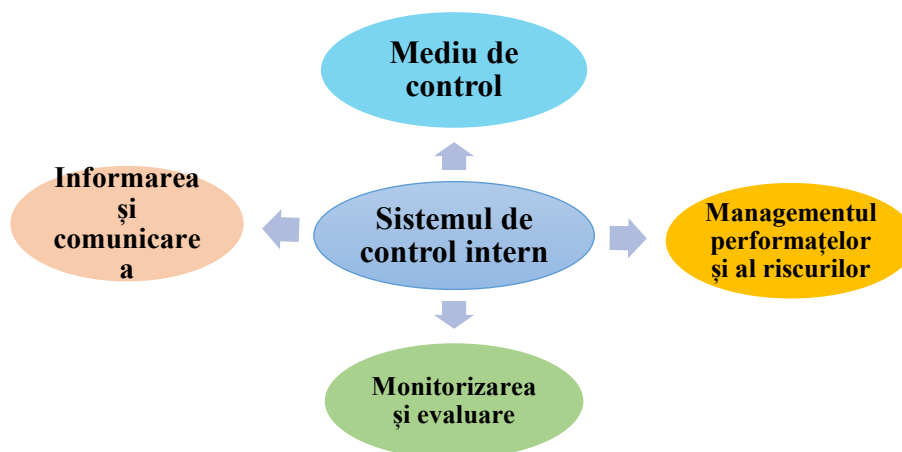 Mediu de
control
Informarea
și
comunicare
a
Sistemul de
control intern
Managementul
performațelor
și al riscurilor
Monitorizarea
și evaluare